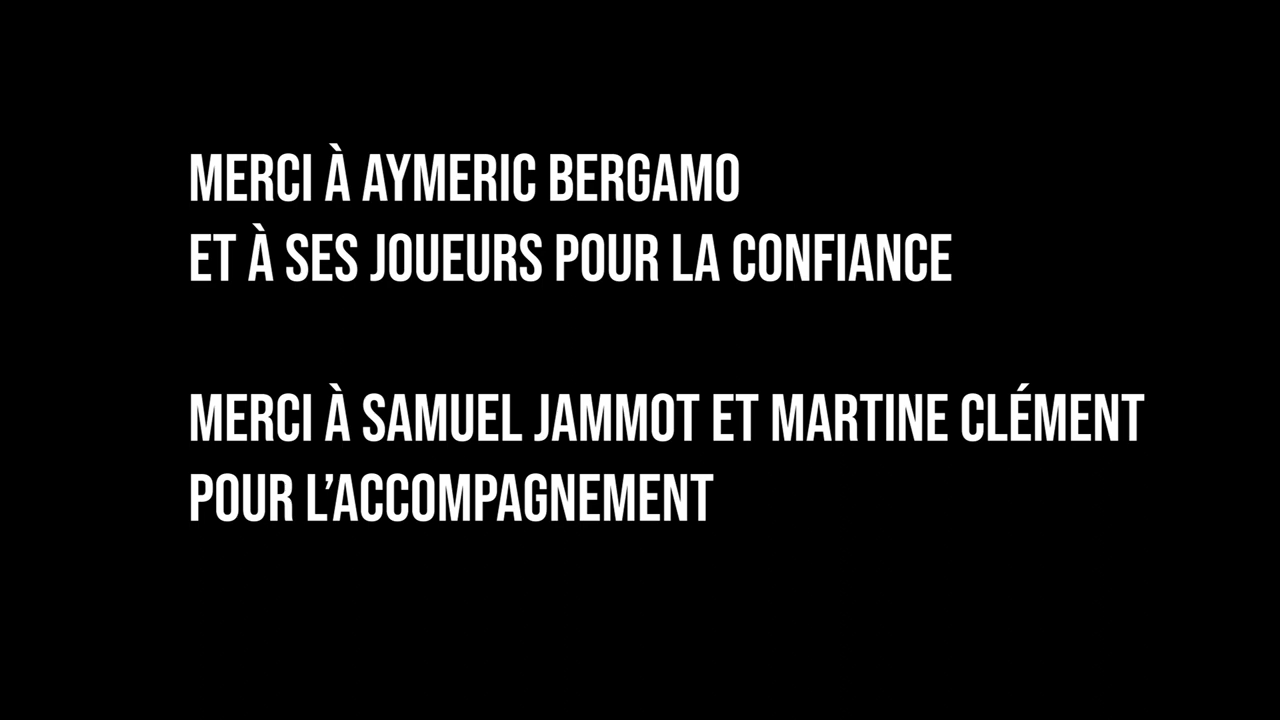 MERCI À AYMERIC BERGAMO
ET À SES JOUEURS POUR LA CONFIANCE
MERCI À SAMUEL JAMMOT ET MARTINE CLÉMENT
POUR L’ACCOMPAGNEMENT